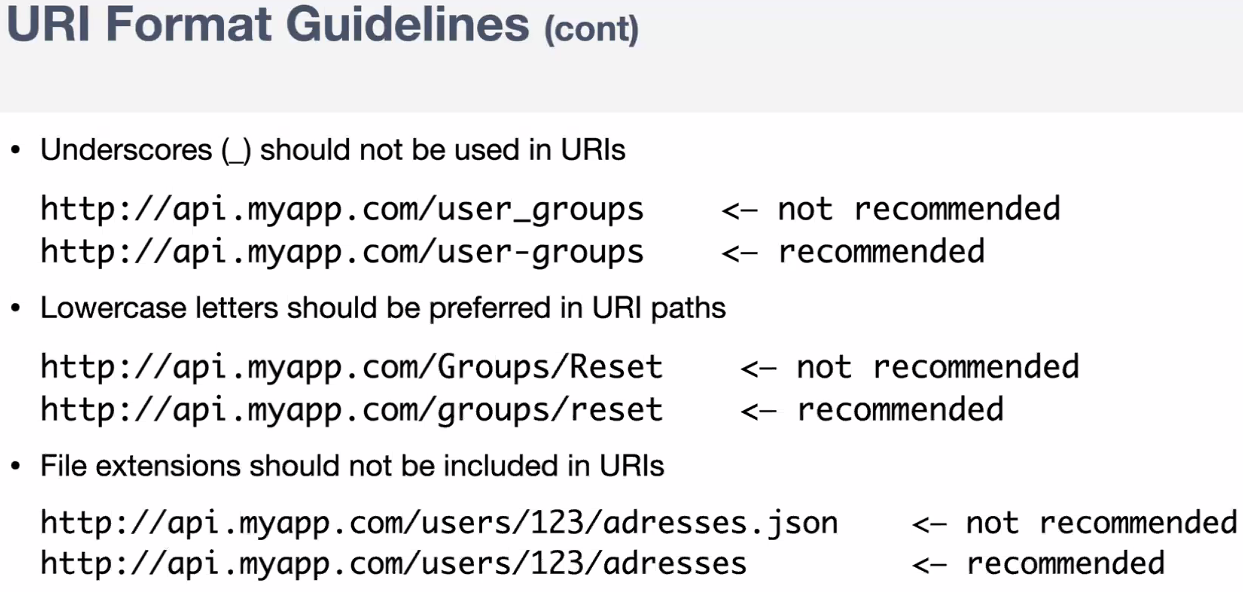 URI Format Guidelines (cont)
• Underscores (_) should not be used in URIs
http://api.myapp.com/user_groups <– not recommended
http://api.myapp.com/user-groups <– recommended
• Lowercase letters should be preferred in URI paths
http://api.myapp.com/Groups/Reset <– not recommended
http://api.myapp.com/groups/reset <– recommended
• File extensions should not be included in URIs
http://api.myapp.com/users/123/adresses.json <– not recommended
http://api.myapp.com/users/123/adresses <– recommended